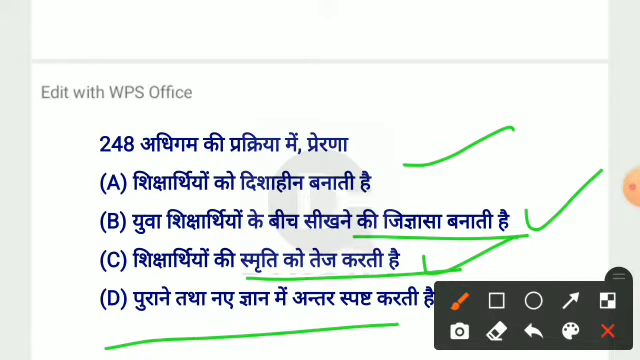 Edit with WPS Office
248 अधिगम की प्रक्रिया में, प्रेरणा
(A) शिक्षार्थियों को दिशाहीन बनाती है
(B) युवा शिक्षार्थियों के बीच सीखने की जिज्ञासा बनाती है
(C) शिक्षार्थियों की स्मृति को तेज करती है
(D) पुराने तथा नए ज्ञान में अन्तर स्पष्ट करती है